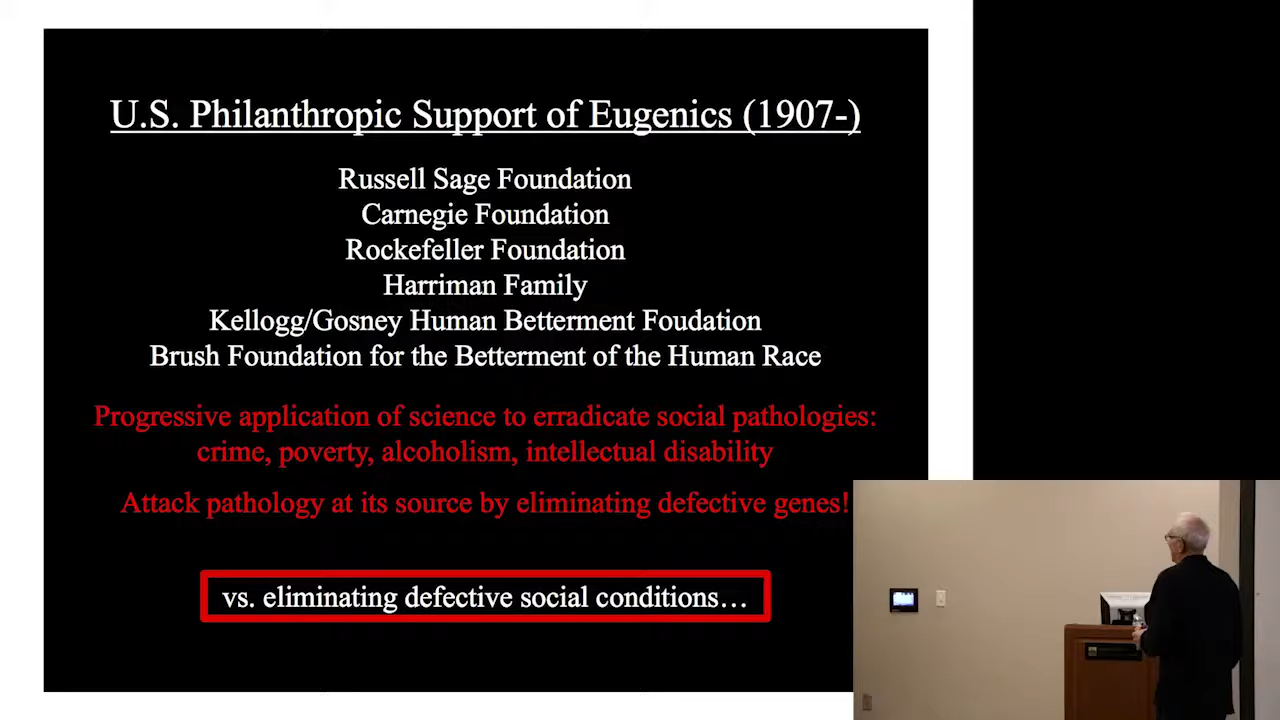 U.S. Philanthropic Support of Eugenics (1907-)
Russell Sage Foundation
Carnegie Foundation
Rockefeller Foundation
Harriman Family
Kellogg/Gosney Human Betterment Foudation
Brush Foundation for the Betterment of the Human Race
Progressive application of science to erradicate social pathologies:
crime, poverty, alcoholism, intellectual disability
Attack pathology at its source by eliminating defective genes!
vs. eliminating defective social conditions…